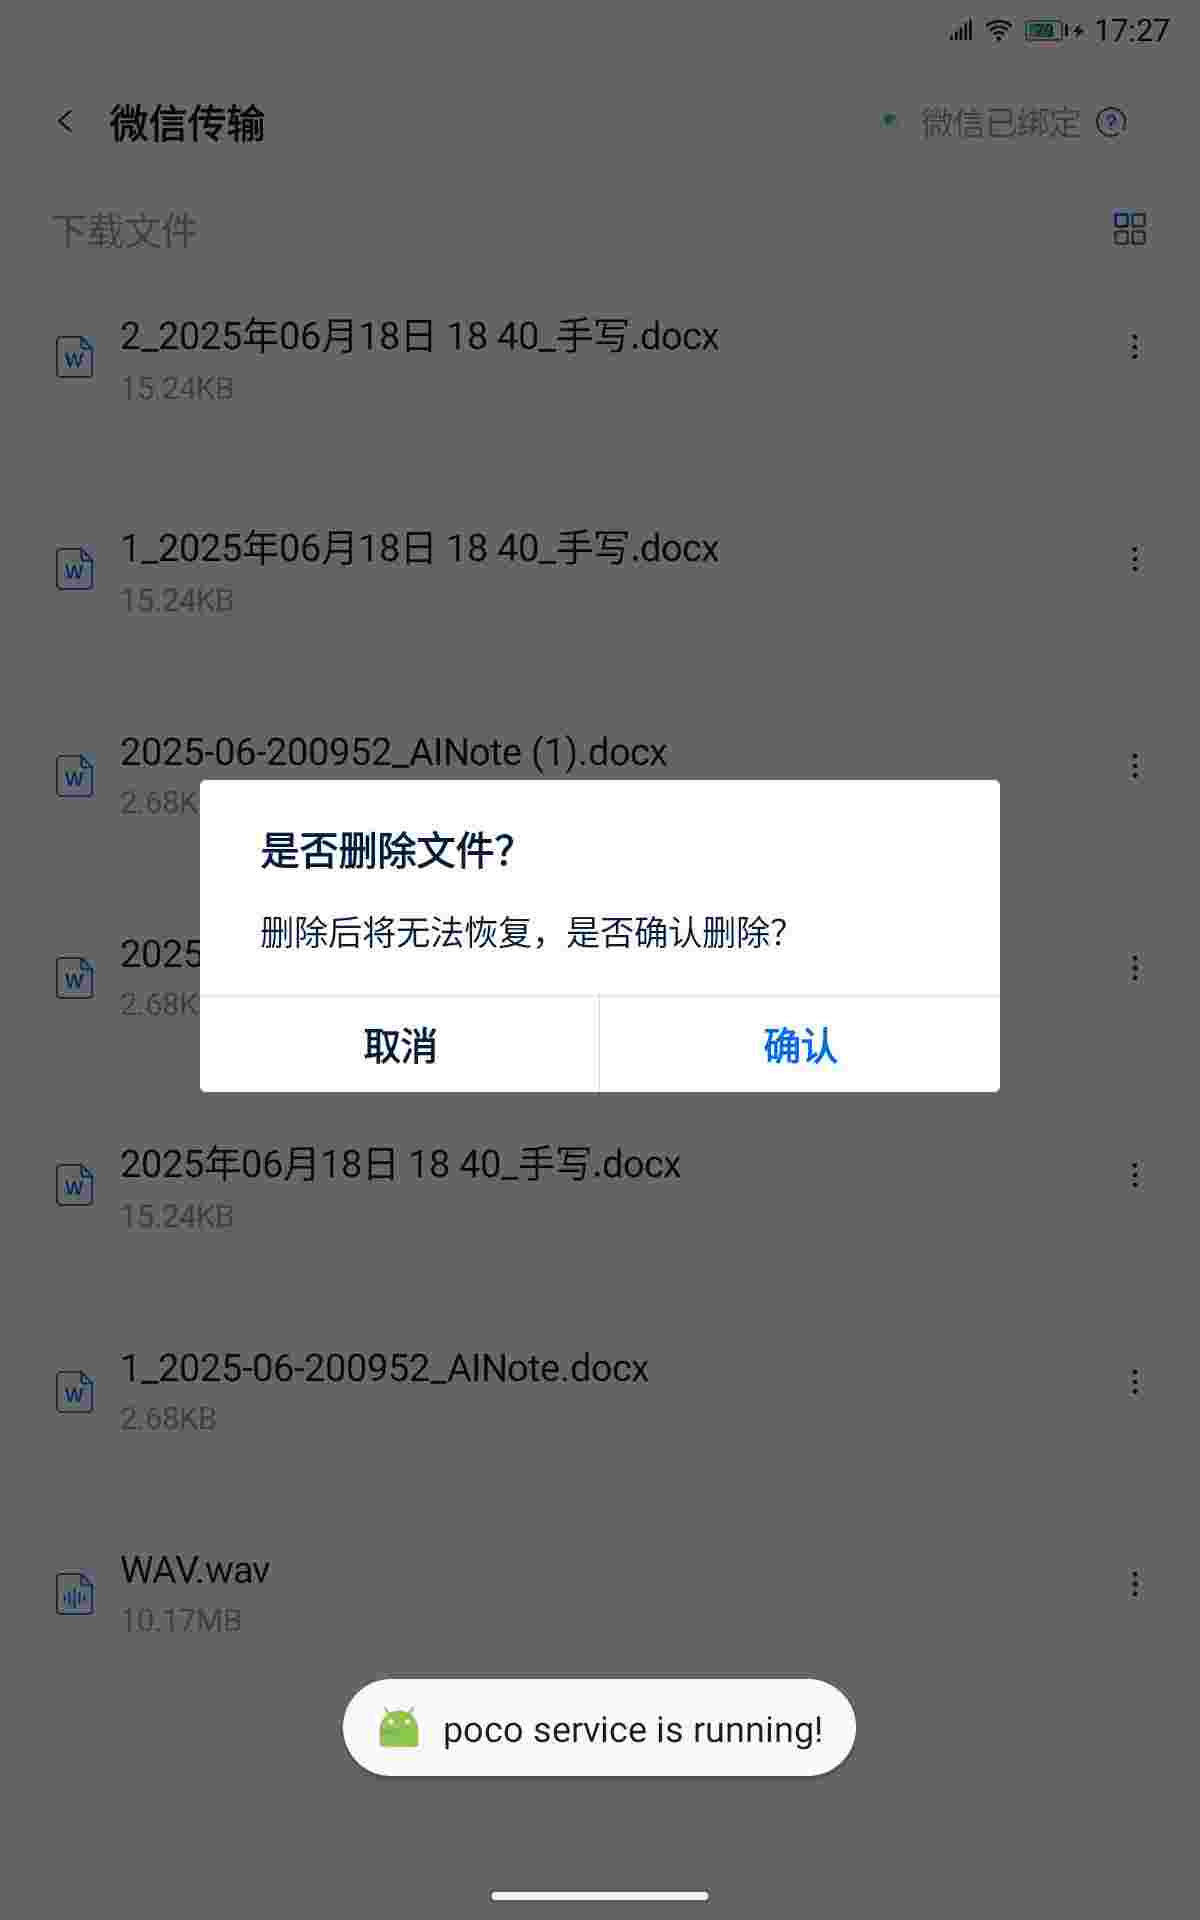 17:27
微信传输
微信已绑定
下载文件
2_2025年06月18日 18 40_手写.docx
15.24KB
1_2025年06月18日 18 40_手写.docx
15.24KB
2025-06-200952_AINote (1).docx
2.68K
是否删除文件?
删除后将无法恢复，是否确认删除?
2025
2.68K
取消
确认
2025年06月18日 18 40_手写.docx
15.24KB
1_2025-06-200952_AINote.docx
2.68KB
WAV.wav
10.17MB
poco service is running!